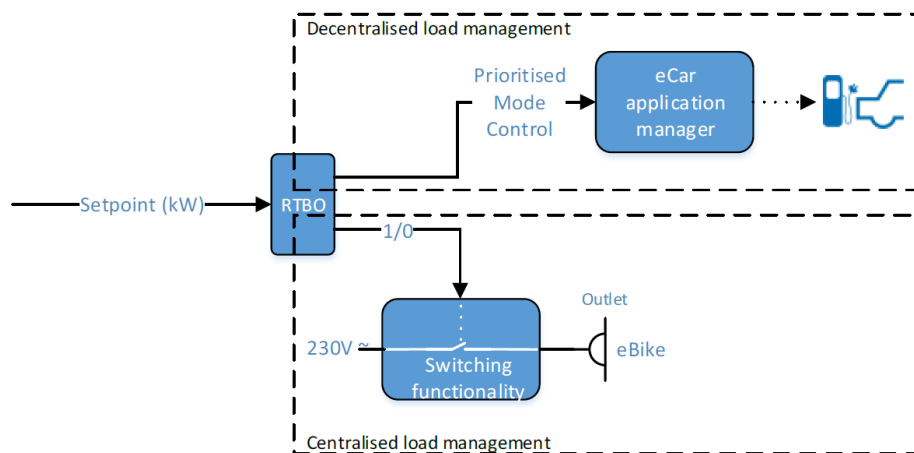 Decentralised load management
Prioritised
Mode
Control
eCar
application
manager
Setpoint (kW)
RTBO
1/0
Outlet
230V ~
eBike
Switching
functionality
Centralised load management